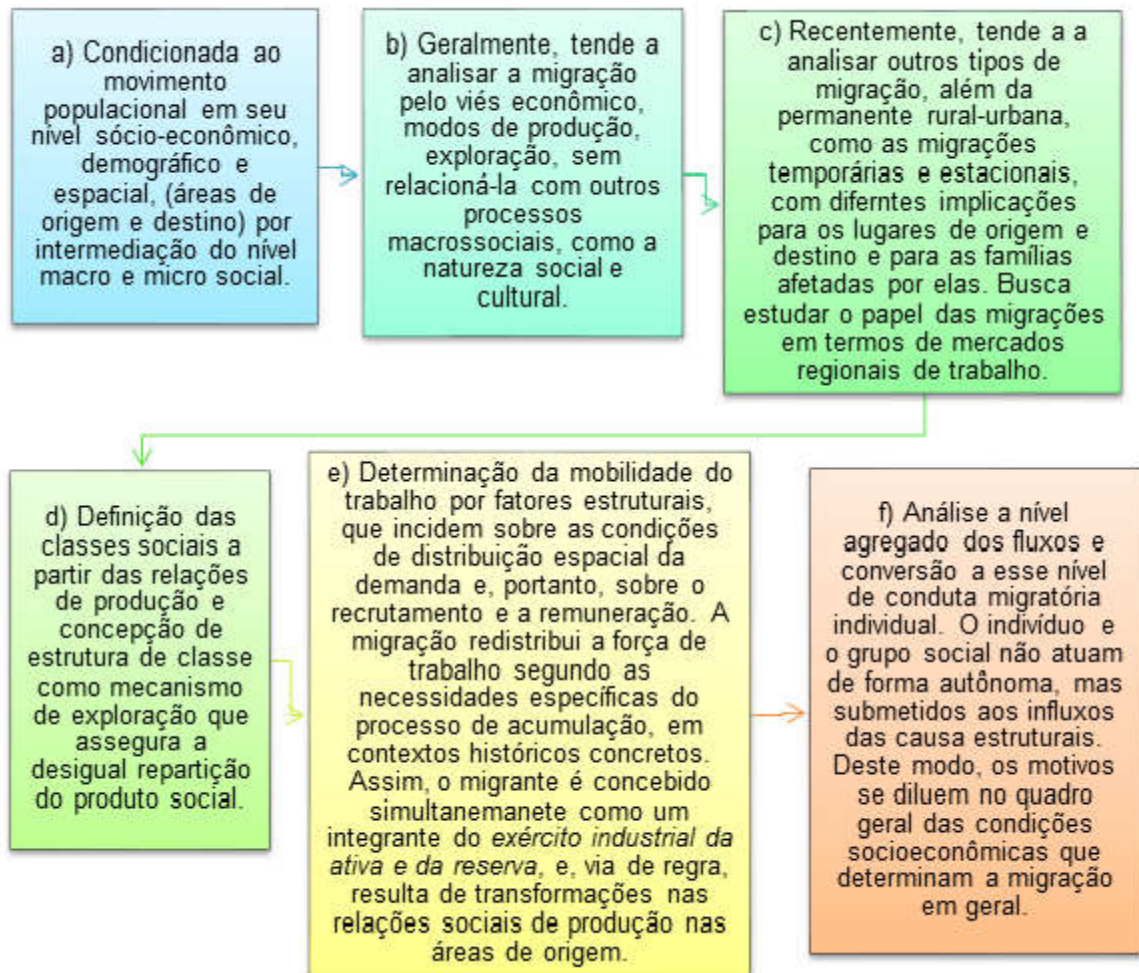 a) Condicionada ao
movimento
populacional em seu
nível sócio-econômico,
demográfico e
espacial, (áreas de
origem e destino) por
intermediação do nível
macro e micro social.
b) Geralmente, tende a
analisar a migração
pelo viés econômico,
modos de produção,
exploração, sem
relacioná-la com outros
processos
macrossociais, como a
natureza social e
cultural.
c) Recentemente, tende a a
analisar outros tipos de
migração, além da
permanente rural-urbana,
como as migrações
temporárias e estacionais,
com diferntes implicações
para os lugares de origem e
destino e para as famílias
afetadas por elas. Busca
estudar o papel das migrações
em termos de mercados
regionais de trabalho.
d) Definição das
classes sociais a
partir das relações
de produção e
concepção de
estrutura de classe
como mecanismo
de exploração que
assegura a
desigual repartição
do produto social.
e) Determinação da mobilidade do
trabalho por fatores estruturais,
que incidem sobre as condições
de distribuição espacial da
demanda e, portanto, sobre o
recrutamento e a remuneração. A
migração redistribui a força de
trabalho segundo as
necessidades específicas do
processo de acumulação, em
contextos históricos concretos.
Assim, o migrante é concebido
simultanemanete como um
integrante do exército industrial da
ativa e da reserva, e, via de regra,
resulta de transformações nas
relações sociais de produção nas
áreas de origem.
f) Análise a nível
agregado dos fluxos e
conversão a esse nível
de conduta migratória
individual. O indivíduo e
o grupo social não atuam
de forma autônoma, mas
submetidos aos influxos
das causa estruturais.
Deste modo, os motivos
se diluem no quadro
geral das condições
socioeconômicas que
determinam a migração
em geral.